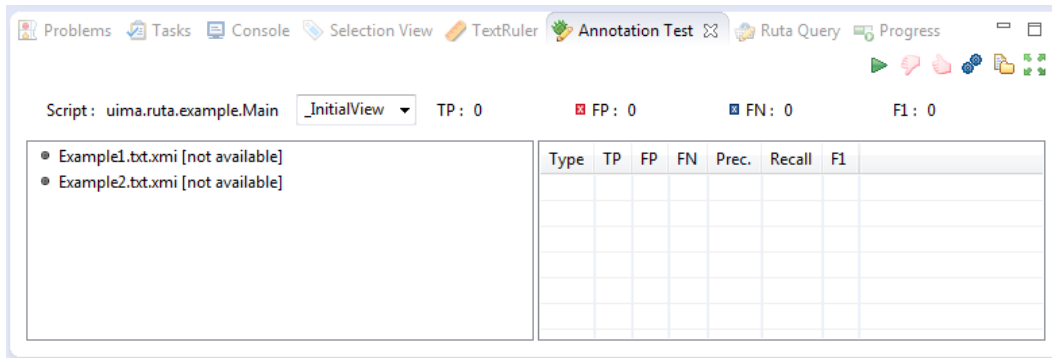 Problems Tasks Console Selection View TextRuler Annotation Test Ruta Query Progress
Script : uima.ruta.example.Main _InitialView TP : 0 FP : 0 FN : 0 F1 : 0
Example1.txt.xmi [not available]
Example2.txt.xmi [not available]
Type TP FP FN Prec. Recall F1